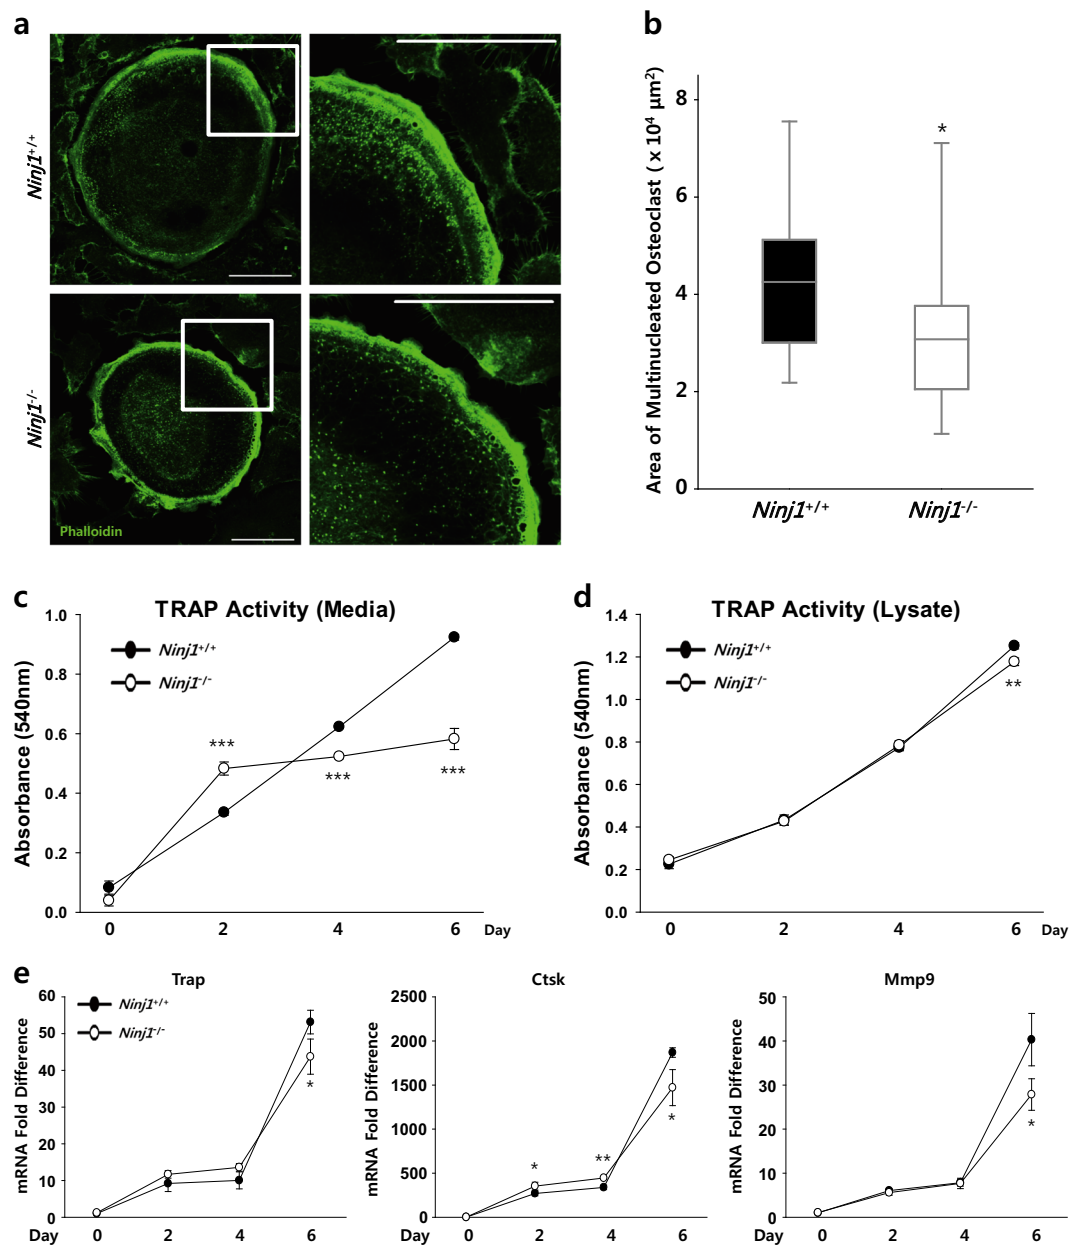 a
Ninj1+/+
Ninj1-/-
Phalloidin
b
Area of Multinucleated Osteoclast ( x 10⁴ μm²)
8
6
4
2
0
Ninj1+/+
Ninj1-/-
*
c
TRAP Activity (Media)
Absorbance (540nm)
1.0
0.8
0.6
0.4
0.2
0.0
Ninj1+/+
Ninj1-/-
***
***
***
0 2 4 6 Day
d
TRAP Activity (Lysate)
Absorbance (540nm)
1.4
1.2
1.0
0.8
0.6
0.4
0.2
0.0
Ninj1+/+
Ninj1-/-
**
0 2 4 6 Day
e
Trap
mRNA Fold Difference
60
50
40
30
20
10
0
Ninj1+/+
Ninj1-/-
*
Day 0 2 4 6
Ctsk
mRNA Fold Difference
2500
2000
1500
1000
500
0
*
**
*
Day 0 2 4 6
Mmp9
mRNA Fold Difference
50
40
30
20
10
0
*
Day 0 2 4 6